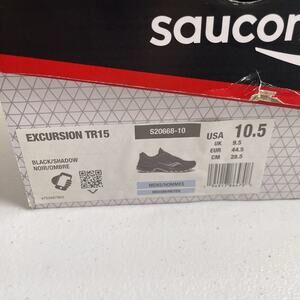 saucon
EXCURSION TR15
S20668-10
USA 10.5
UK 9.5
EUR 44.5
CM 28.5
BLACK/SHADOW
NOIR/OMBRE
MENS/HOMMES